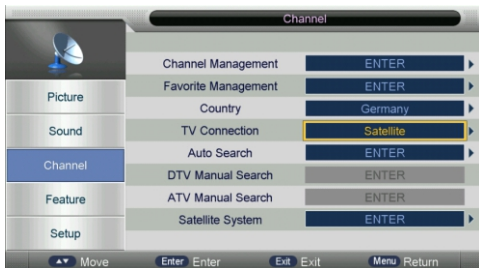 Channel
Picture
Sound
Channel
Feature
Setup
Channel Management ENTER
Favorite Management ENTER
Country Germany
TV Connection Satellite
Auto Search ENTER
DTV Manual Search ENTER
ATV Manual Search ENTER
Satellite System ENTER
Move Enter Enter Exit Exit Menu Return